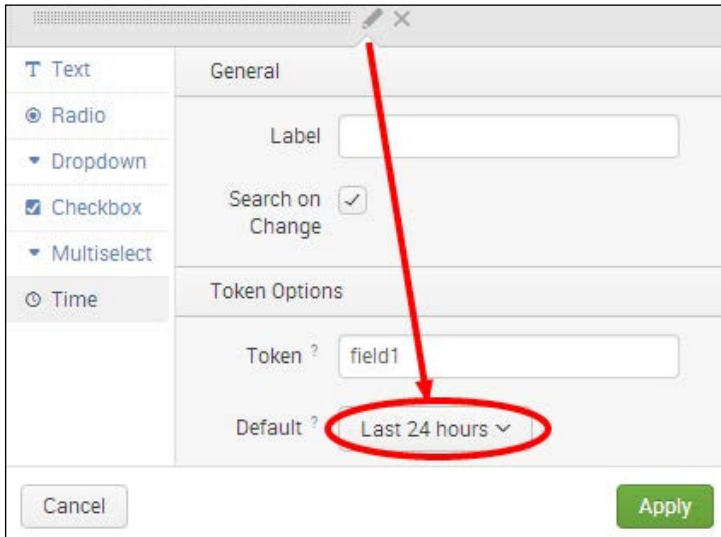 T Text
Radio
Dropdown
Checkbox
Multiselect
Time
General
Label
Search on
Change
Token Options
Token ? field1
Default ? Last 24 hours
Cancel
Apply